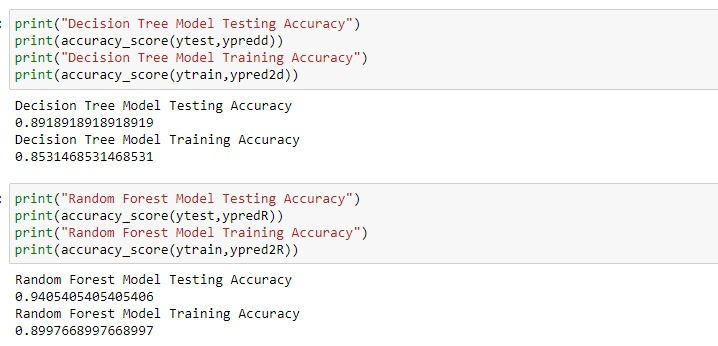 print("Decision Tree Model Testing Accuracy")
print(accuracy_score(ytest,ypredd))
print("Decision Tree Model Training Accuracy")
print(accuracy_score(ytrain,ypred2d))
Decision Tree Model Testing Accuracy
0.8918918918918919
Decision Tree Model Training Accuracy
0.8531468531468531
print("Random Forest Model Testing Accuracy")
print(accuracy_score(ytest,ypredR))
print("Random Forest Model Training Accuracy")
print(accuracy_score(ytrain,ypred2R))
Random Forest Model Testing Accuracy
0.9405405405405406
Random Forest Model Training Accuracy
0.8997668997668997